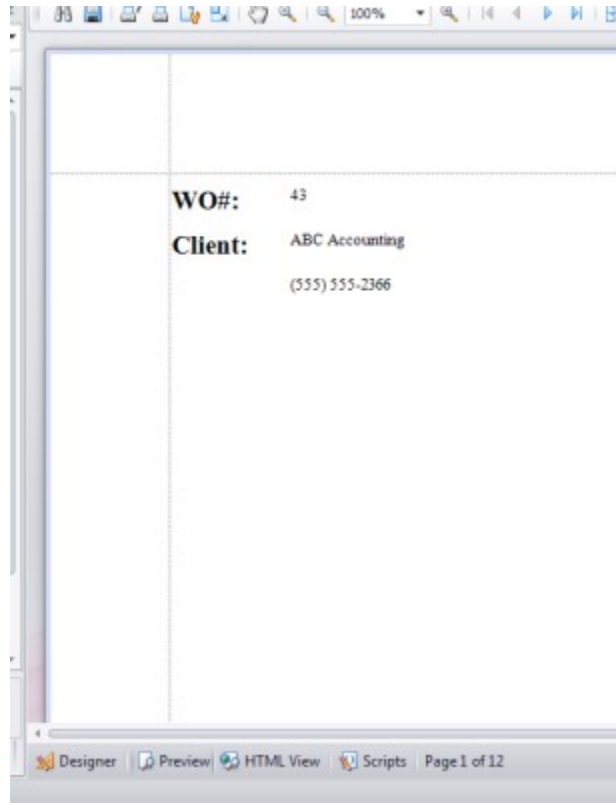 100%
WO#: 43
Client: ABC Accounting
(555) 555-2366
Designer Preview HTML View Scripts Page 1 of 12